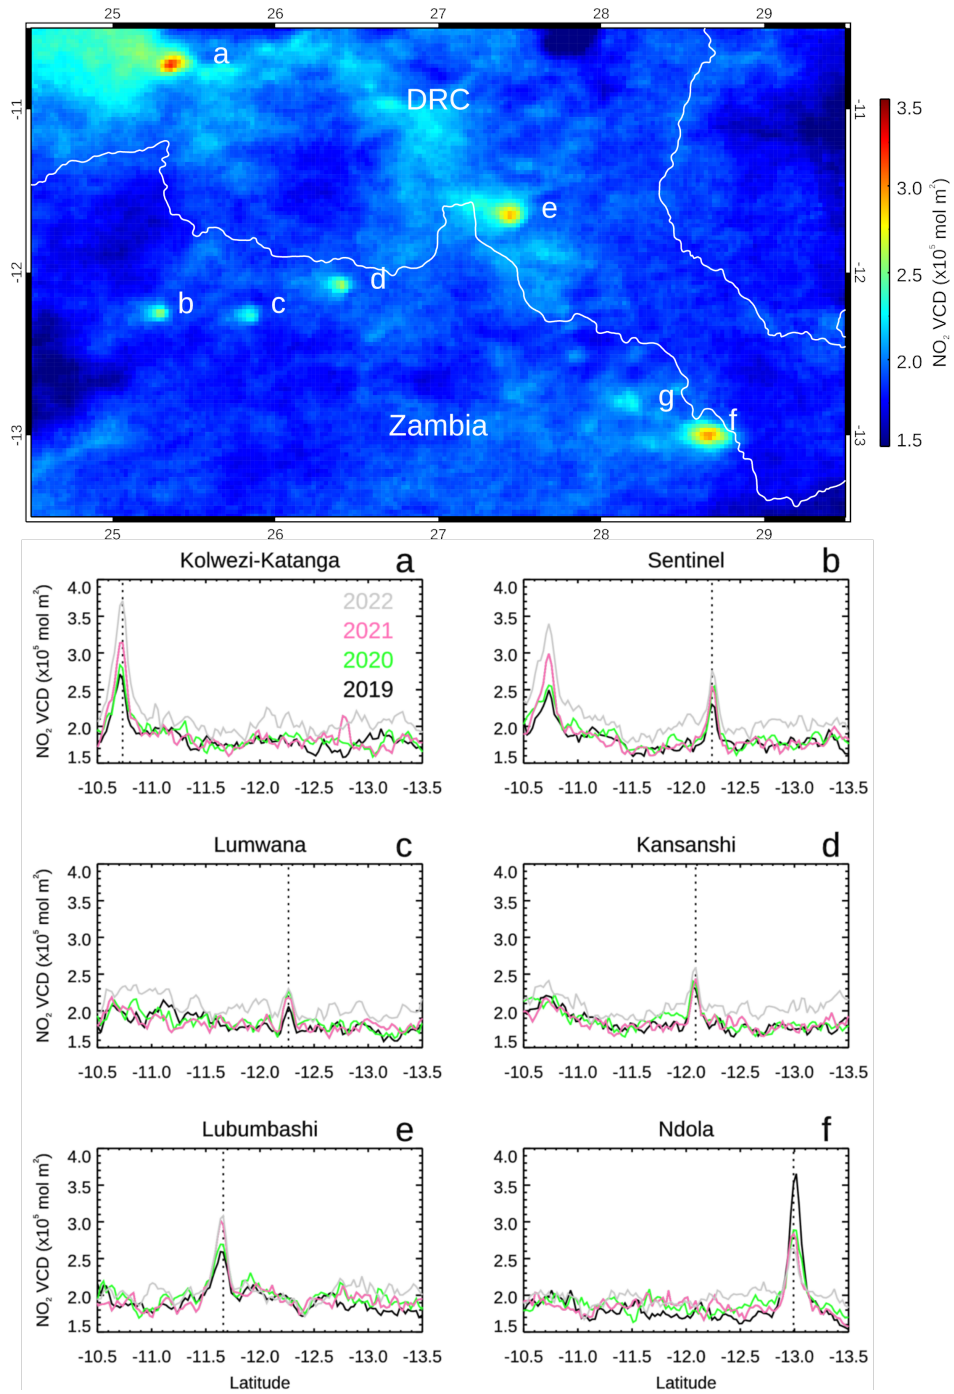 25 26 27 28 29
a
DRC
-11 -11
3.5
3.0
e
NO₂ VCD (x10⁵ mol m²)
-12 -12
d
2.5
b c
2.0
g
f
Zambia
-13 -13
1.5
25 26 27 28 29
Kolwezi-Katanga a
NO₂ VCD (x10⁵ mol m²)
4.0
3.5
3.0
2.5
2.0
1.5
2022
2021
2020
2019
-10.5 -11.0 -11.5 -12.0 -12.5 -13.0 -13.5
Sentinel b
4.0
3.5
3.0
2.5
2.0
1.5
-10.5 -11.0 -11.5 -12.0 -12.5 -13.0 -13.5
Lumwana c
NO₂ VCD (x10⁵ mol m²)
4.0
3.5
3.0
2.5
2.0
1.5
-10.5 -11.0 -11.5 -12.0 -12.5 -13.0 -13.5
Kansanshi d
4.0
3.5
3.0
2.5
2.0
1.5
-10.5 -11.0 -11.5 -12.0 -12.5 -13.0 -13.5
Lubumbashi e
NO₂ VCD (x10⁵ mol m²)
4.0
3.5
3.0
2.5
2.0
1.5
-10.5 -11.0 -11.5 -12.0 -12.5 -13.0 -13.5
Latitude
Ndola f
4.0
3.5
3.0
2.5
2.0
1.5
-10.5 -11.0 -11.5 -12.0 -12.5 -13.0 -13.5
Latitude